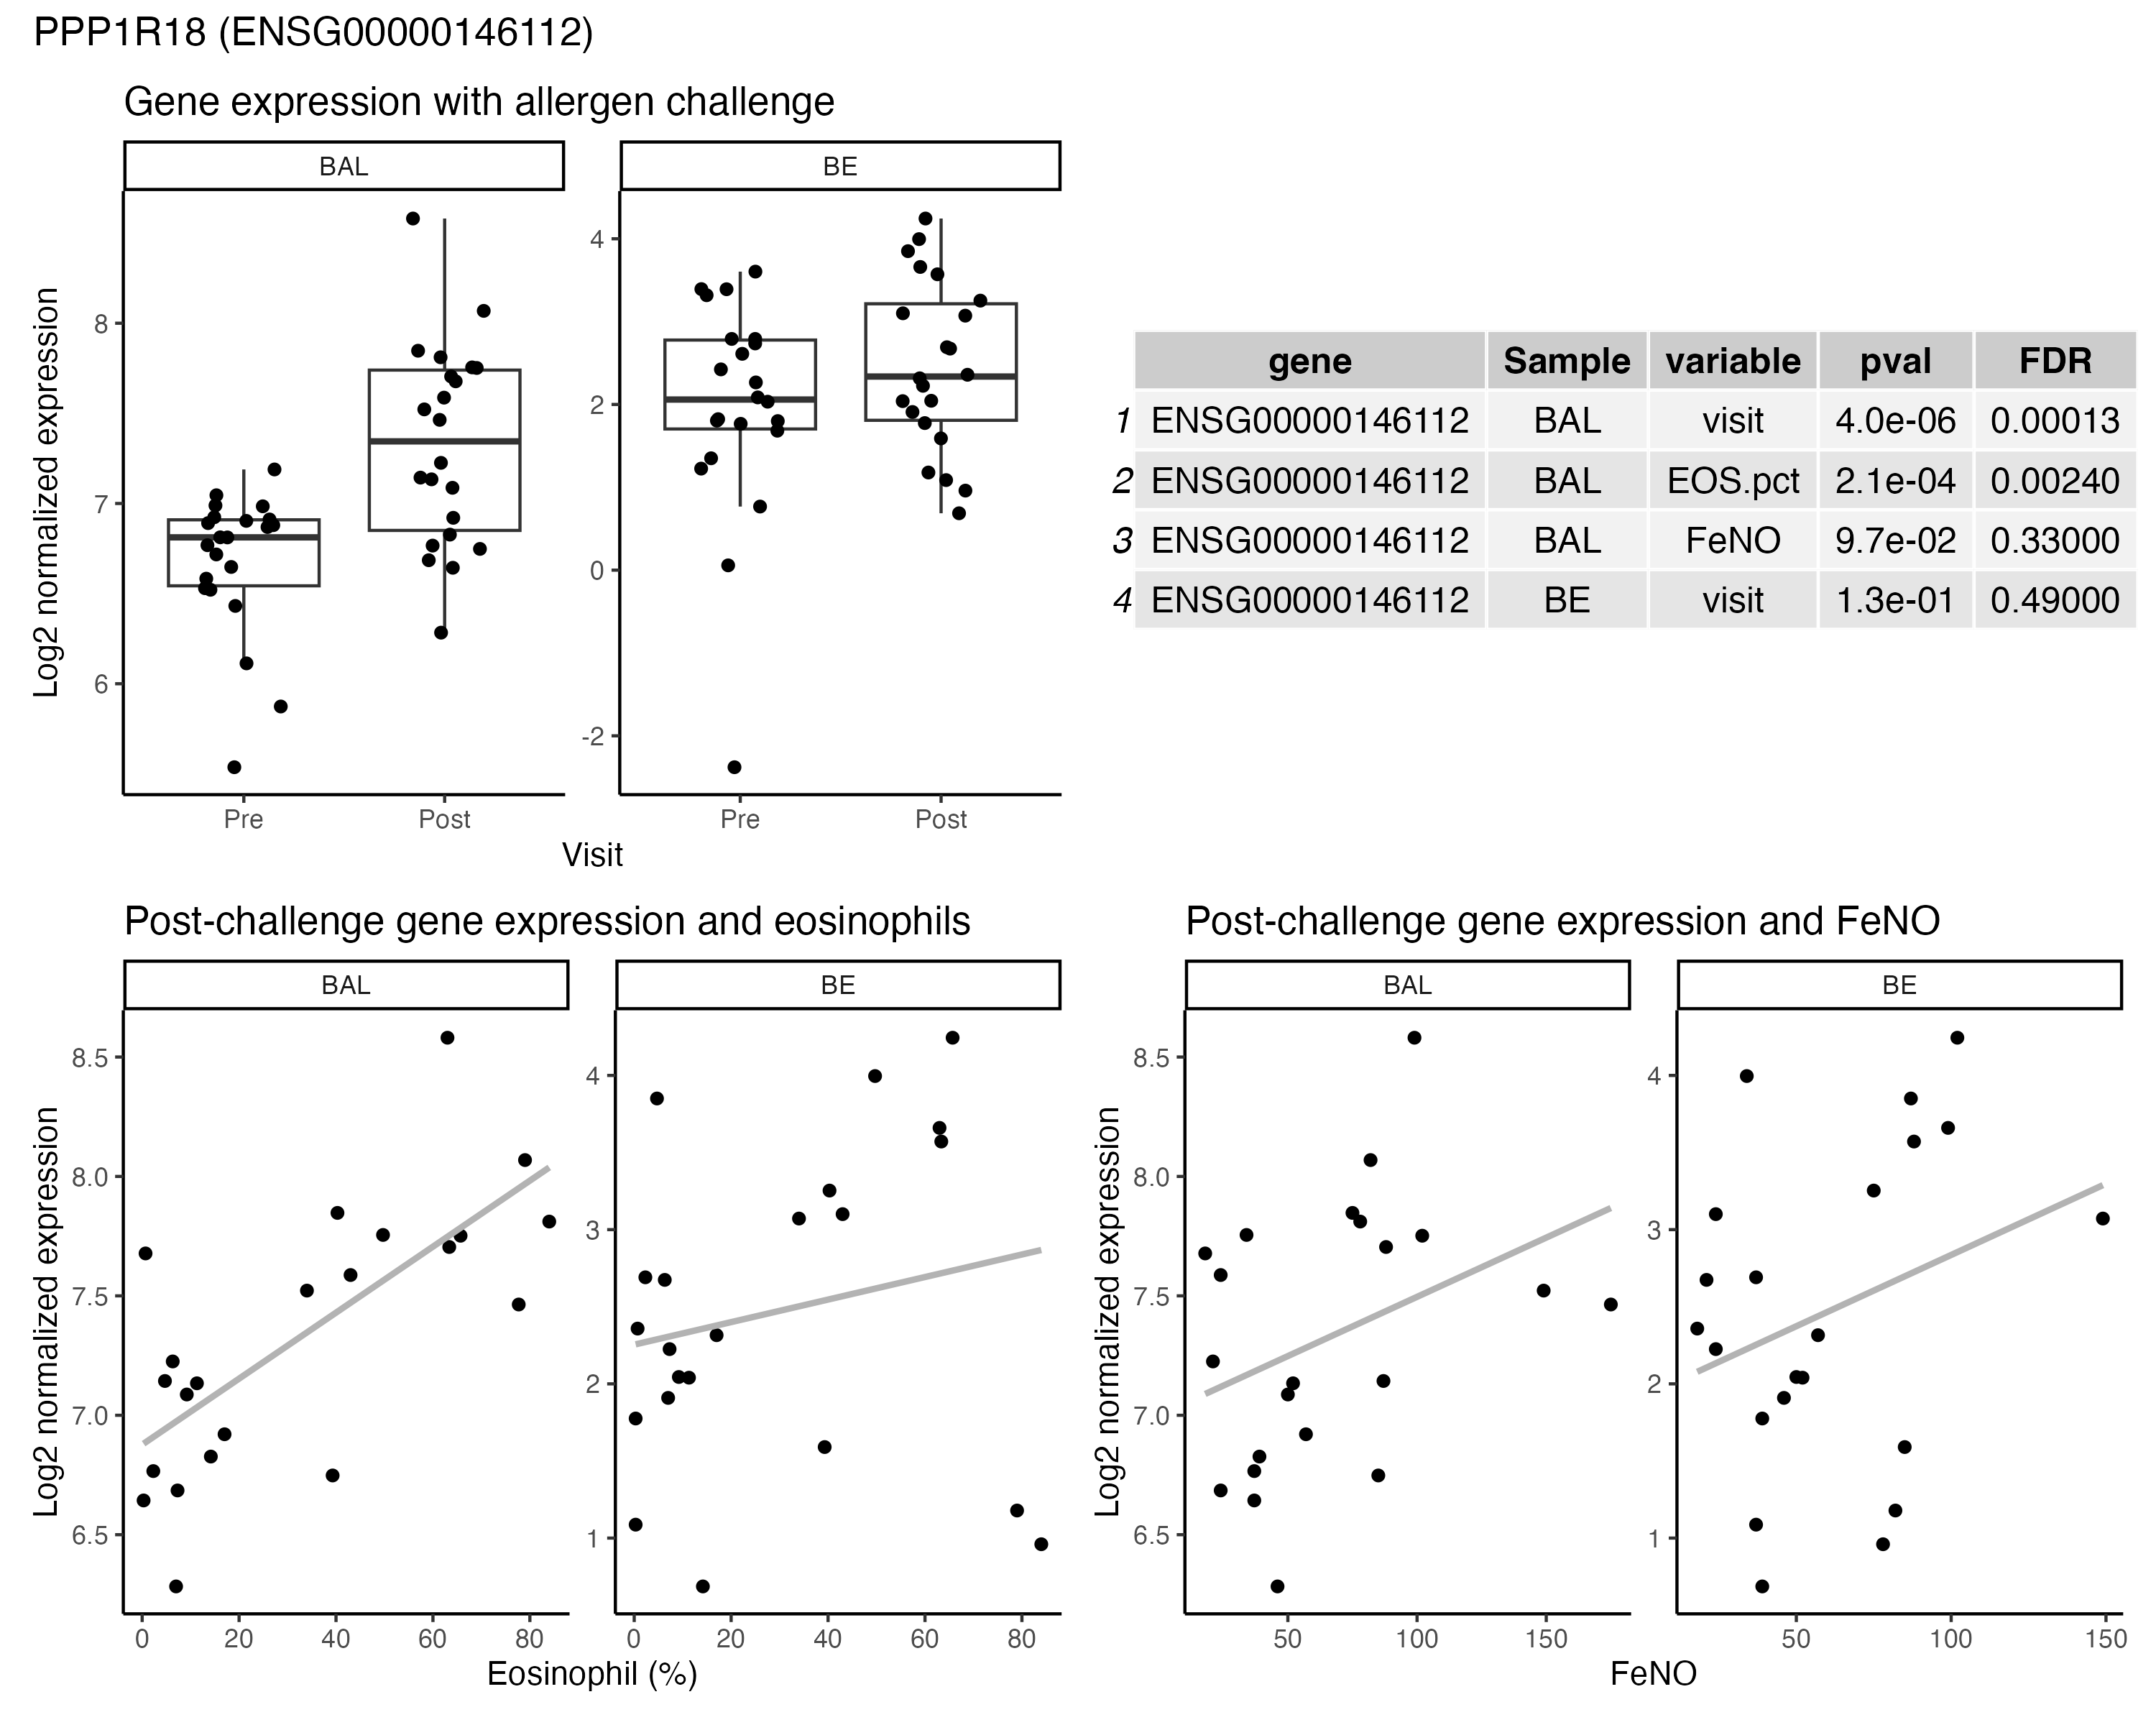 PPP1R18 (ENSG00000146112)
Gene expression with allergen challenge
BAL
BE
Log2 normalized expression
8
7
6
4
2
0
-2
Pre
Post
Pre
Post
Visit
gene Sample variable pval FDR
1 ENSG00000146112 BAL visit 4.0e-06 0.00013
2 ENSG00000146112 BAL EOS.pct 2.1e-04 0.00240
3 ENSG00000146112 BAL FeNO 9.7e-02 0.33000
4 ENSG00000146112 BE visit 1.3e-01 0.49000
Post-challenge gene expression and eosinophils
BAL
BE
Log2 normalized expression
8.5
8.0
7.5
7.0
6.5
4
3
2
1
0 20 40 60 80
0 20 40 60 80
Eosinophil (%)
Post-challenge gene expression and FeNO
BAL
BE
Log2 normalized expression
8.5
8.0
7.5
7.0
6.5
4
3
2
1
50 100 150
50 100 150
FeNO